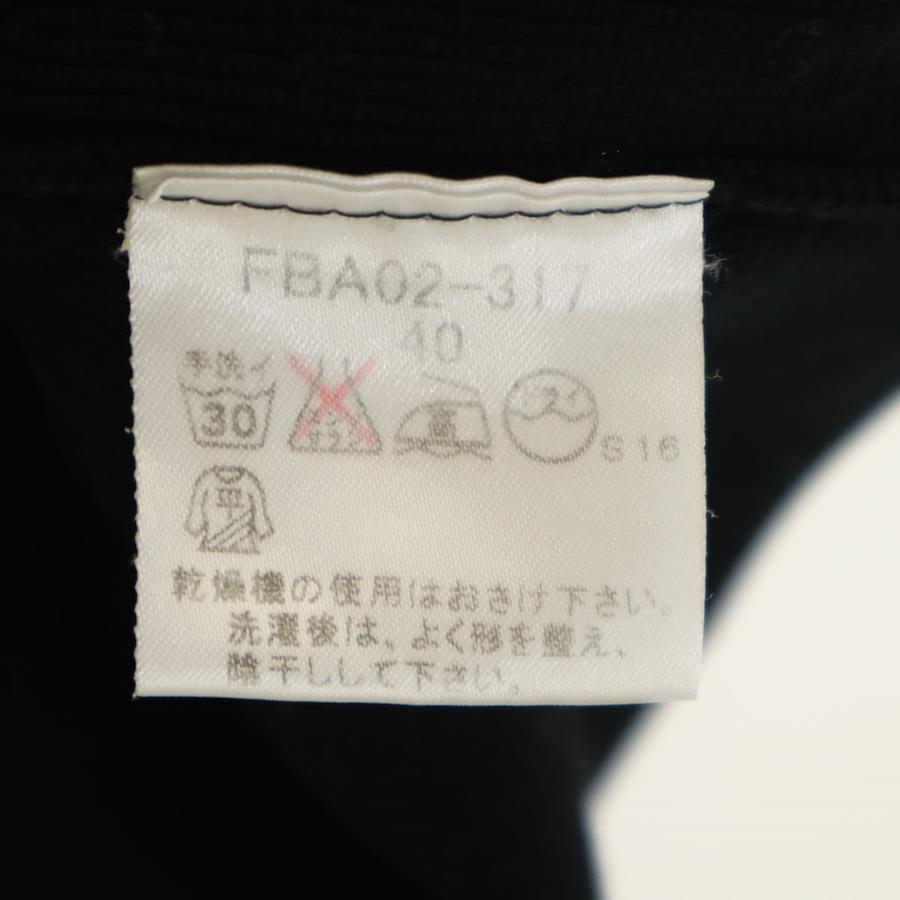 FBA02-317
40
手洗イ
30
エンソ
サラシ
高
ドライ
S16
平
乾燥機の使用はおさけ下さい。
洗濯後は、よく形を整え、
陰干しして下さい。